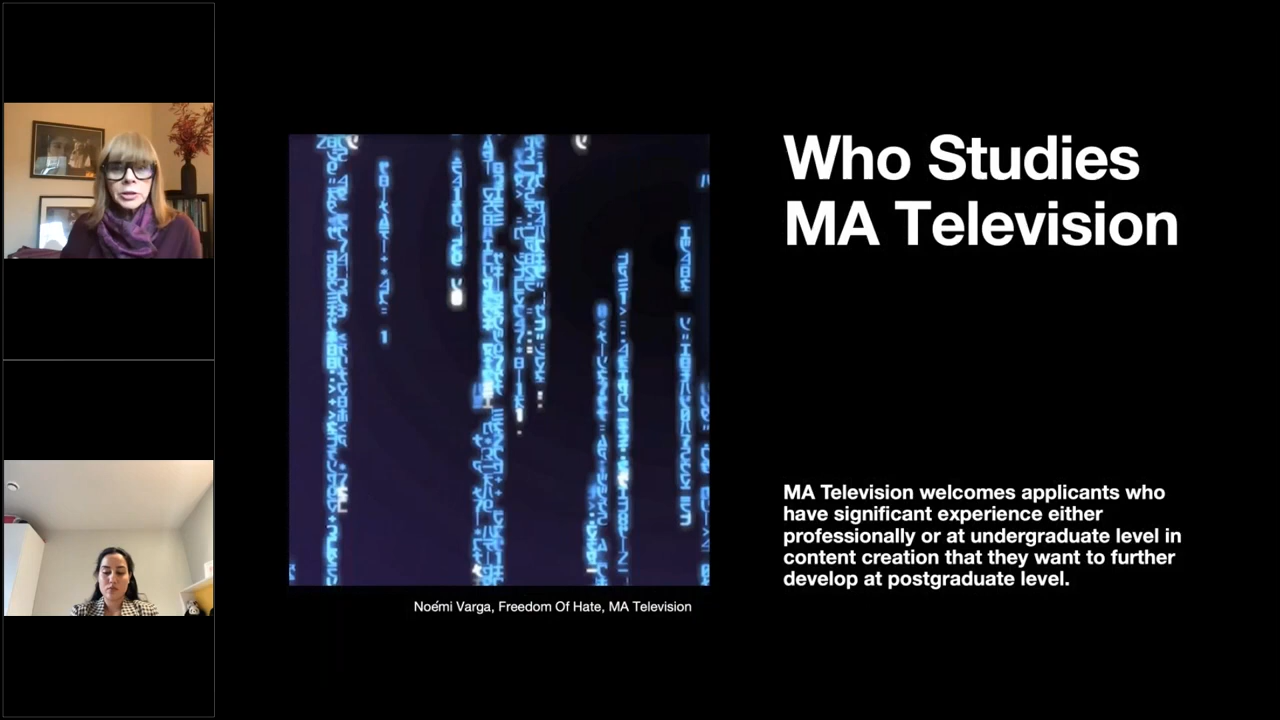 Who Studies
MA Television
MA Television welcomes applicants who
have significant experience either
professionally or at undergraduate level in
content creation that they want to further
develop at postgraduate level.
Noémi Varga, Freedom Of Hate, MA Television